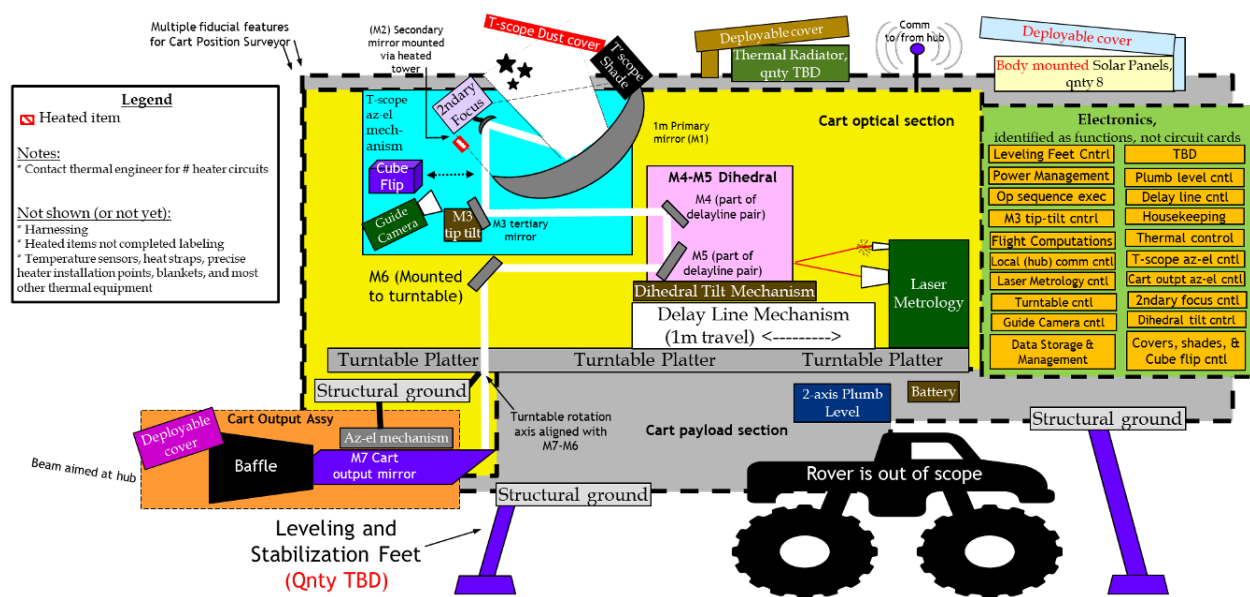 Multiple fiducial features
for Cart Position Surveyor
(M2) Secondary
mirror mounted
via heated
tower
T-scope Dust cover
T'scope
Shade
Deployable cover
Thermal Radiator,
qnty TBD
Comm
to/from hub
Deployable cover
Body mounted Solar Panels,
qnty 8
Legend
Heated item
Notes:
* Contact thermal engineer for # heater circuits
Not shown (or not yet):
* Harnessing
* Heated items not completed labeling
* Temperature sensors, heat straps, precise
heater installation points, blankets, and most
other thermal equipment
T-scope
az-el
mech-
anism
2ndary
Focus
1m Primary
mirror (M1)
Cart optical section
Cube
Flip
Guide
Camera
M3
tip tilt
M3 tertiary
mirror
M4-M5 Dihedral
M4 (part of
delayline pair)
M5 (part of
delayline pair)
M6 (Mounted
to turntable)
Dihedral Tilt Mechanism
Laser
Metrology
Delay Line Mechanism
(1m travel) <--------->
Turntable Platter
Turntable Platter
Turntable Platter
Electronics,
identified as functions, not circuit cards
Leveling Feet Cntrl
Power Management
Op sequence exec
M3 tip-tilt cntrl
Flight Computations
Local (hub) comm cntl
Laser Metrology cntl
Turntable cntl
Guide Camera cntl
Data Storage &
Management
TBD
Plumb level cntl
Delay line cntl
Housekeeping
Thermal control
T-scope az-el cntl
Cart outpt az-el cntl
2ndary focus cntl
Dihedral tilt cntrl
Covers, shades, &
Cube flip cntl
Structural ground
2-axis Plumb
Level
Battery
Structural ground
Cart Output Assy
Deployable
cover
Az-el mechanism
Baffle
M7 Cart
output mirror
Beam aimed at hub
Turntable rotation
axis aligned with
M7-M6
Cart payload section
Structural ground
Rover is out of scope
Leveling and
Stabilization Feet
(Qnty TBD)